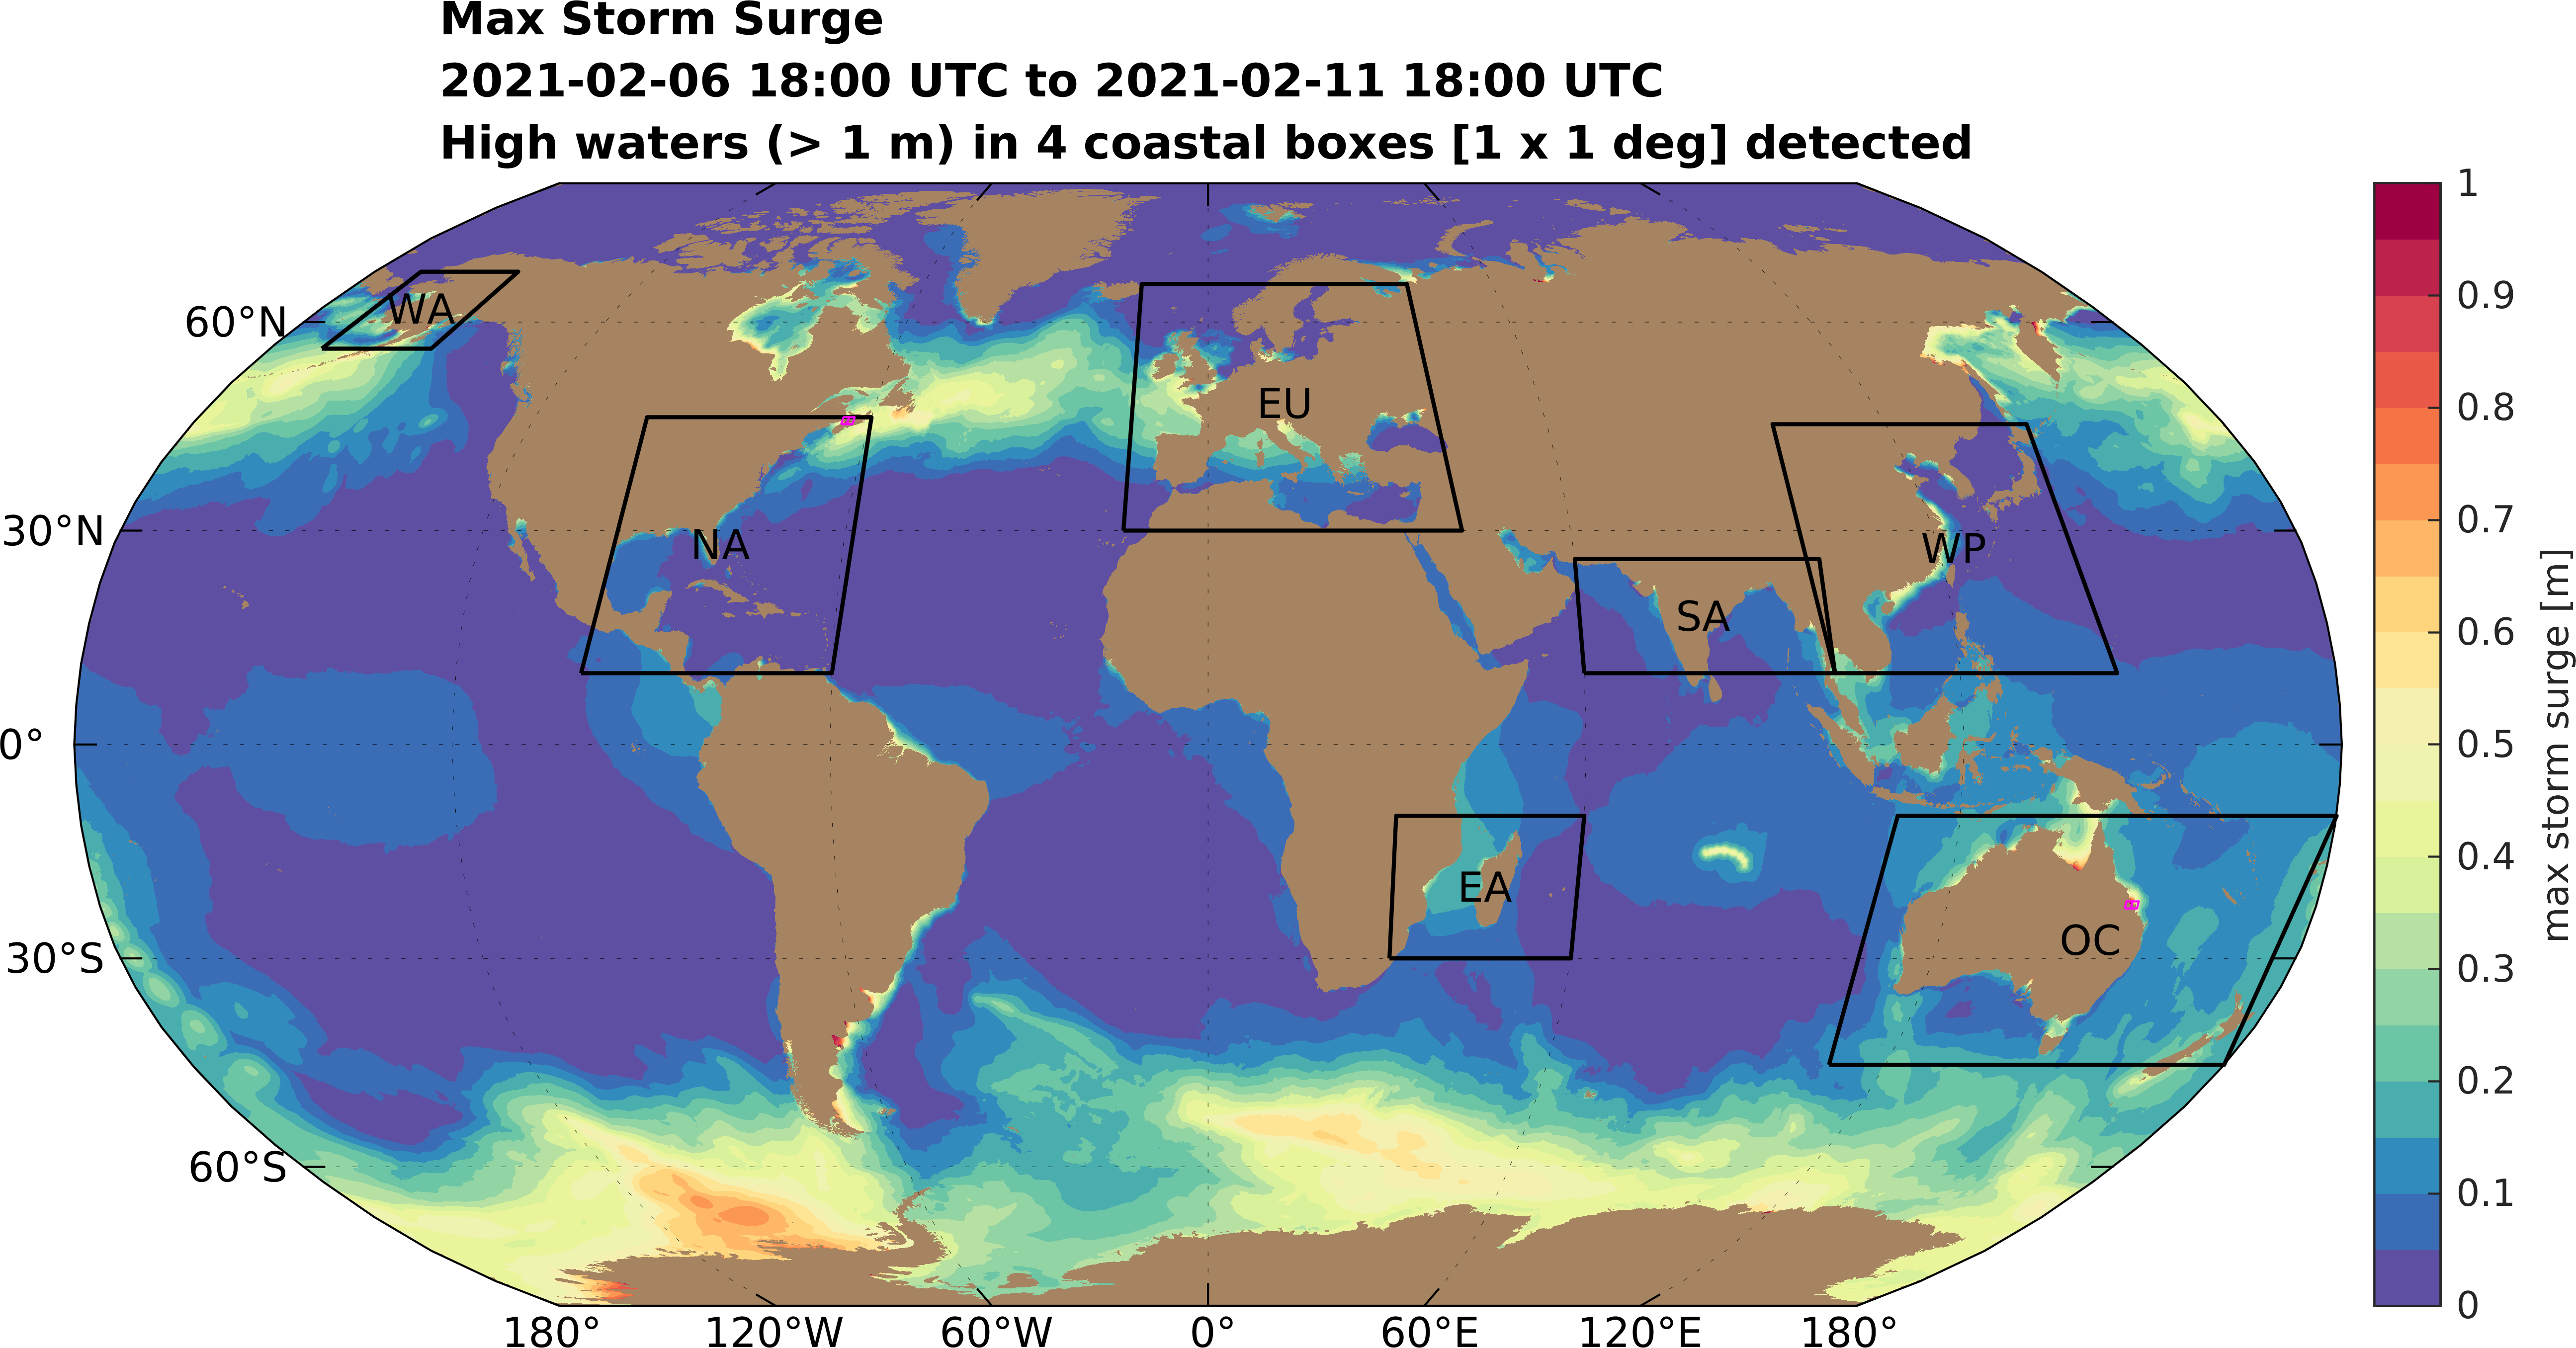 Max Storm Surge
2021-02-06 18:00 UTC to 2021-02-11 18:00 UTC
High waters (> 1 m) in 4 coastal boxes [1 x 1 deg] detected
60°N
30°N
0°
30°S
60°S
WA
NA
EU
SA
WP
EA
OC
180°
120°W
60°W
0°
60°E
120°E
180°
1
0.9
0.8
0.7
0.6
0.5
0.4
0.3
0.2
0.1
0
max storm surge [m]